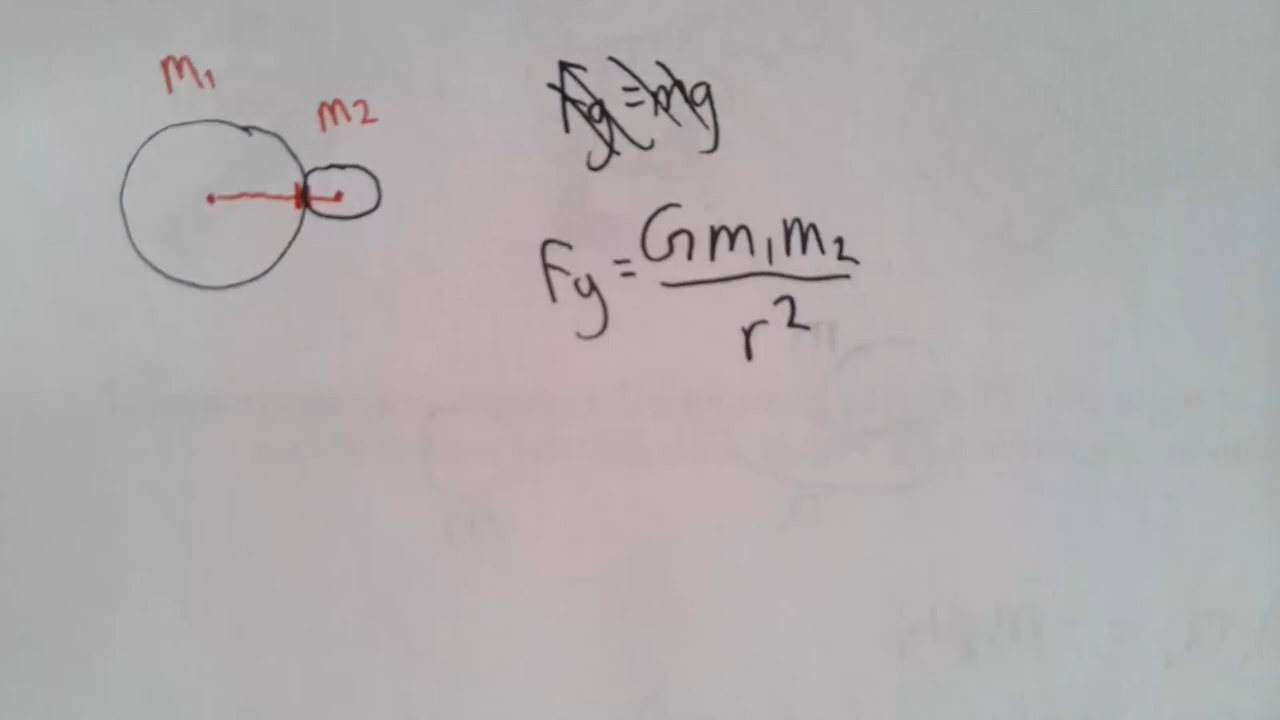 m₁
m2
Fg = mg
Fg = Gm₁m₂ / r²